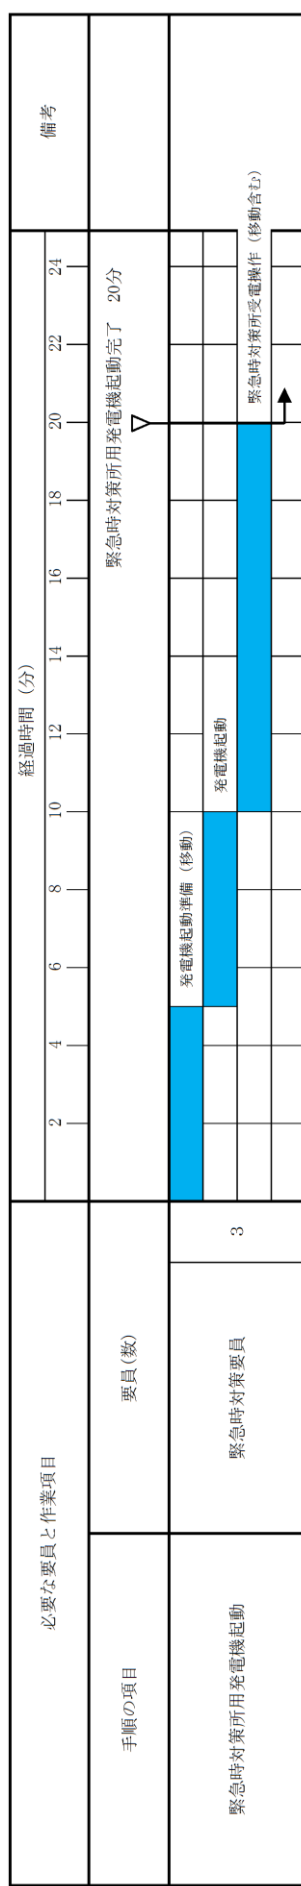 必要な要員と作業項目
経過時間（分）
備考
2 4 6 8 10 12 14 16 18 20 22 24
手順の項目
要員(数)
緊急時対策所用発電機起動完了 20分
緊急時対策所用発電機起動
緊急時対策要員
3
発電機起動準備（移動）
発電機起動
緊急時対策所受電操作（移動含む）